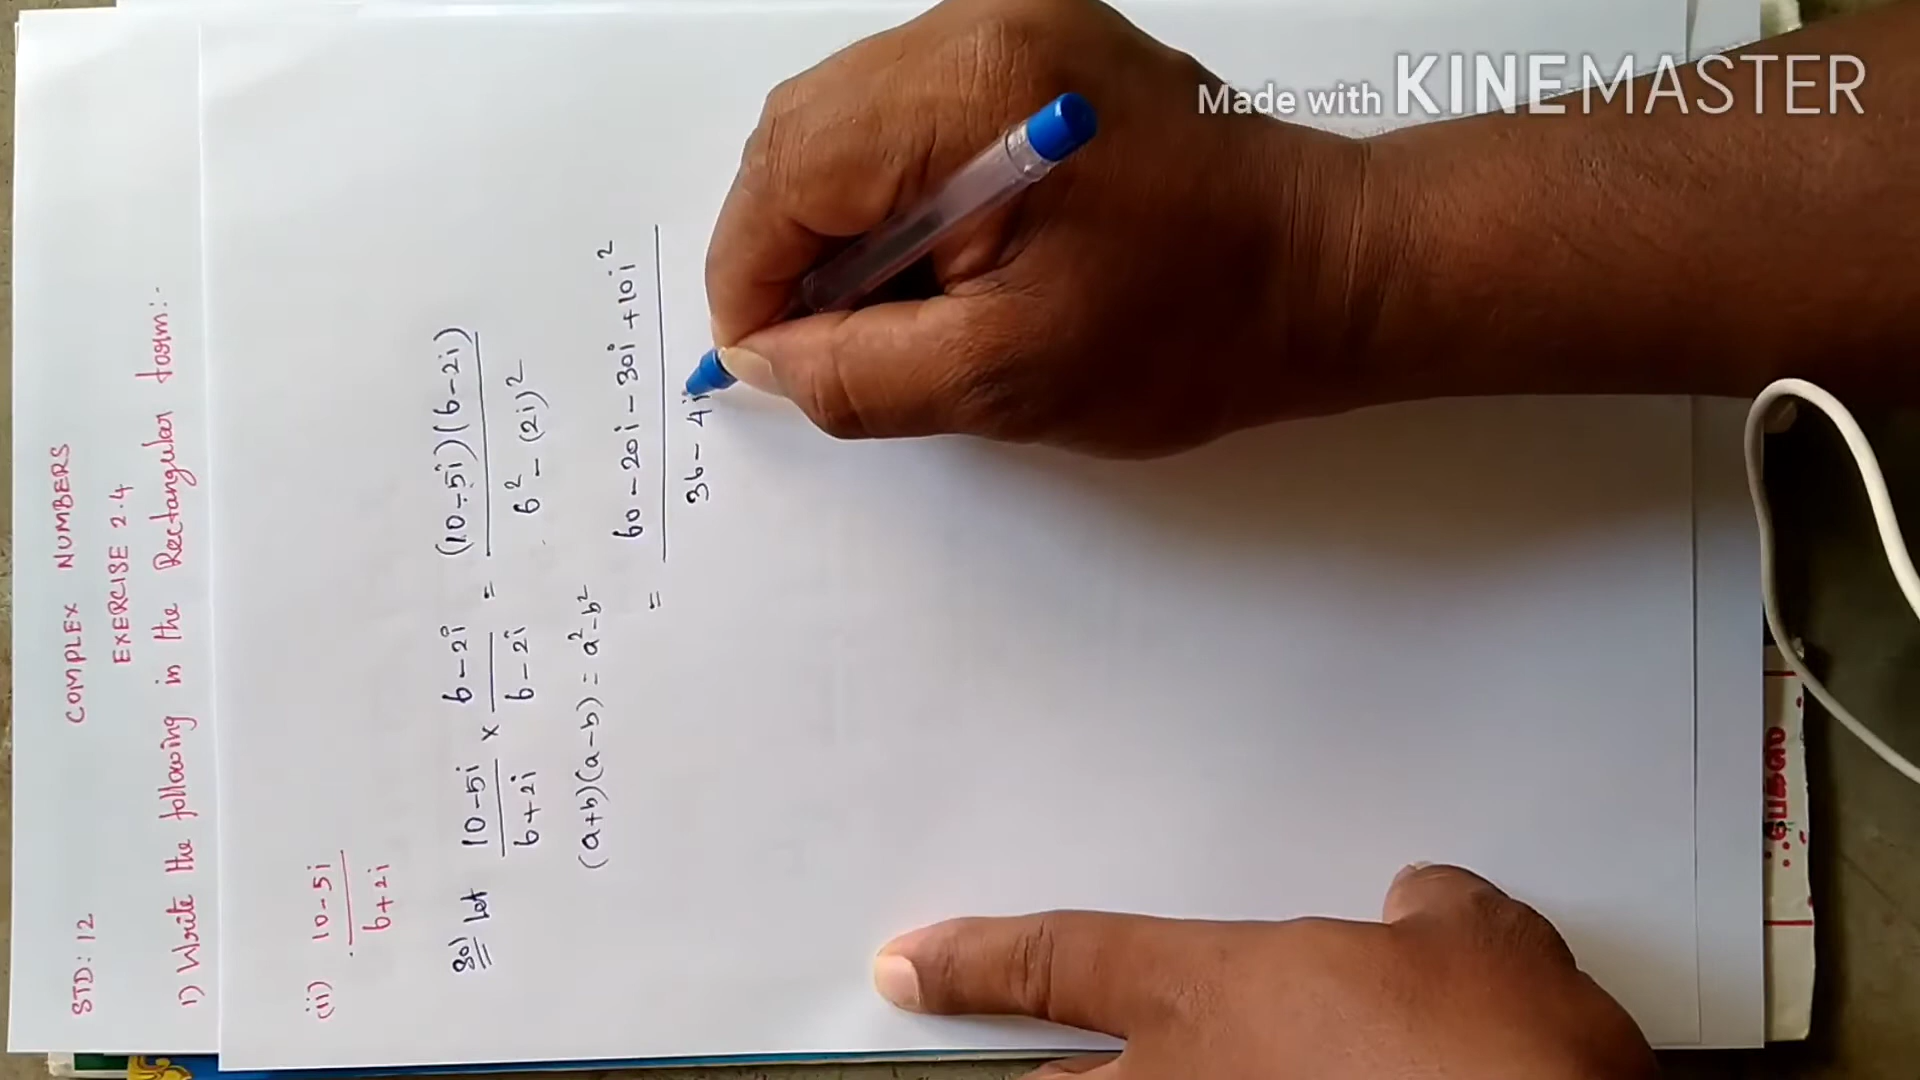 STD: 12 COMPLEX NUMBERS
EXERCISE 2.4
1) Write the following in the Rectangular form:-
(ii) 10-5i
6+2i
Sol let 10-5i / 6+2i × 6-2i / 6-2i = (10-5i)(6-2i) / 6² - (2i)²
(a+b)(a-b) = a²-b²
= 60-20i-30i+10i²
36-4i
Made with KINEMASTER